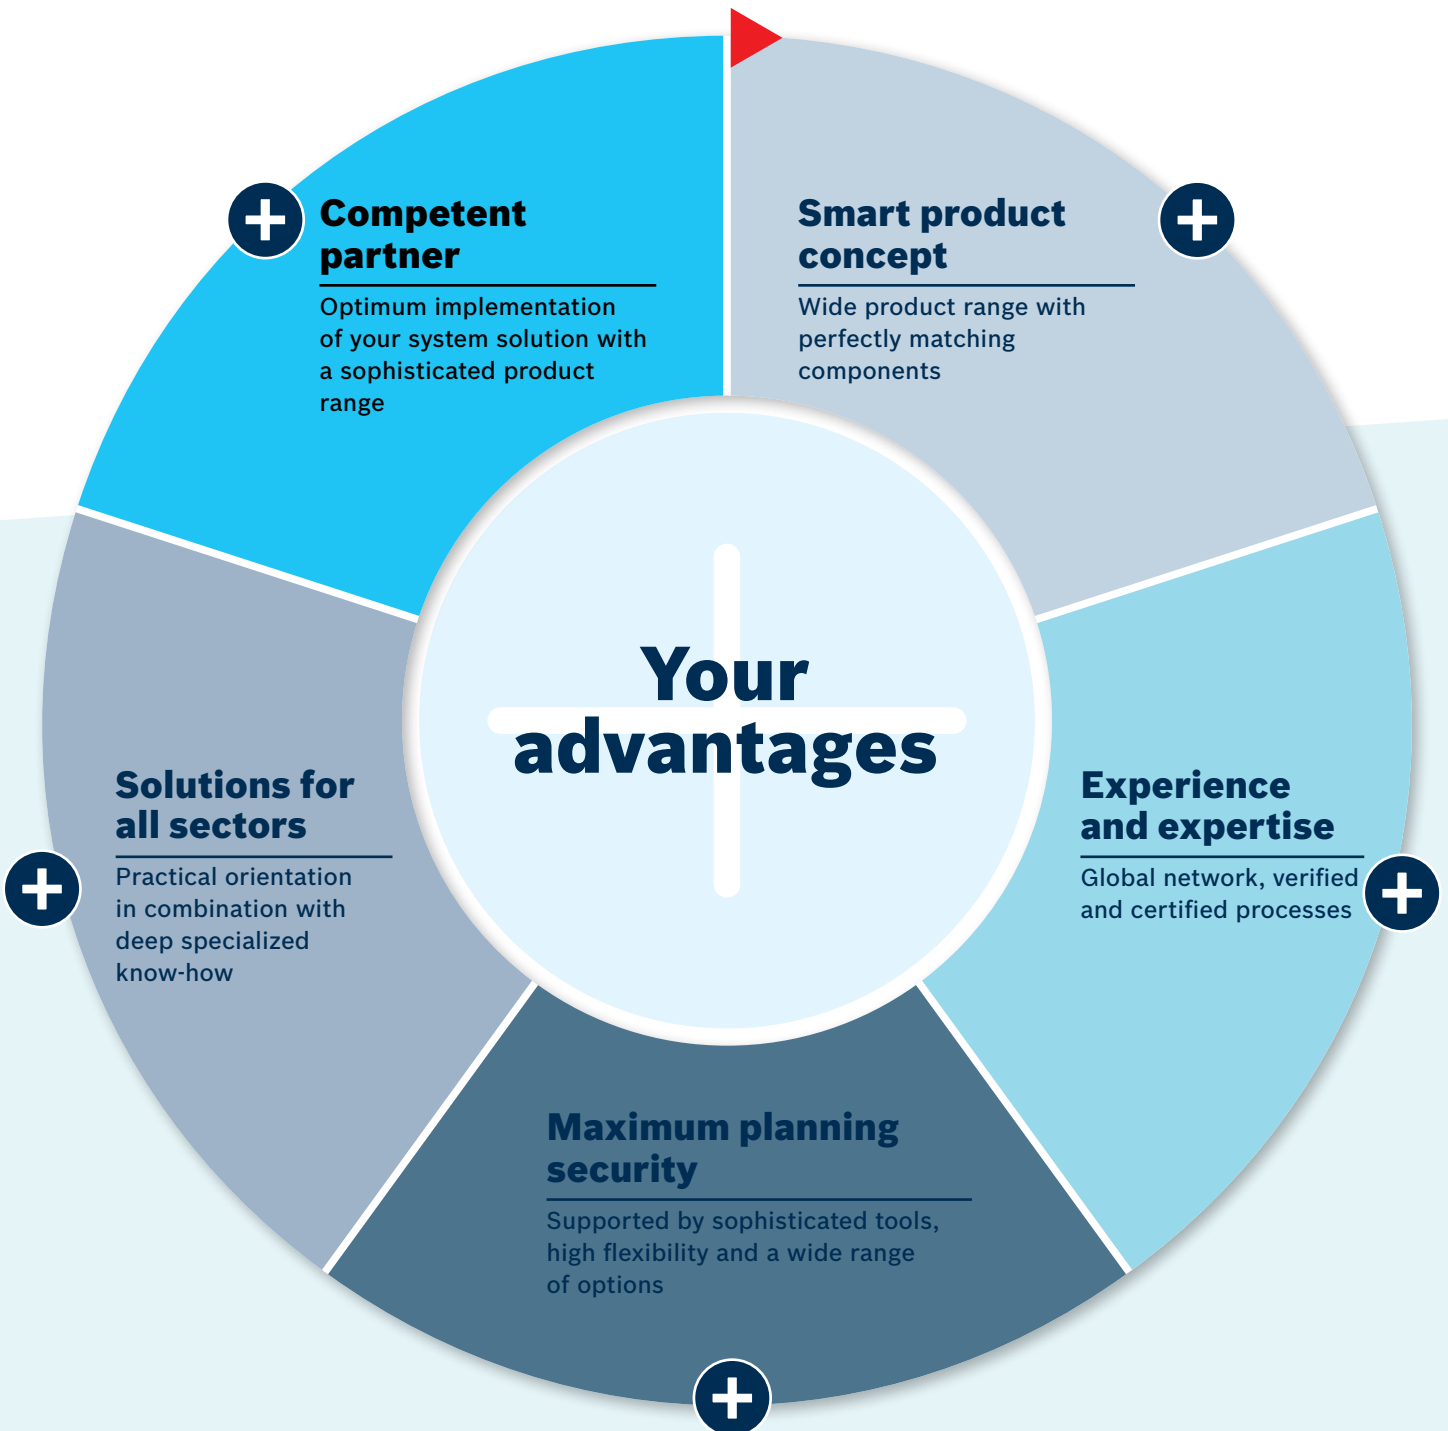 Competent
partner
Optimum implementation
of your system solution with
a sophisticated product
range
Smart product
concept
Wide product range with
perfectly matching
components
Your
advantages
Solutions for
all sectors
Practical orientation
in combination with
deep specialized
know-how
Experience
and expertise
Global network, verified
and certified processes
Maximum planning
security
Supported by sophisticated tools,
high flexibility and a wide range
of options